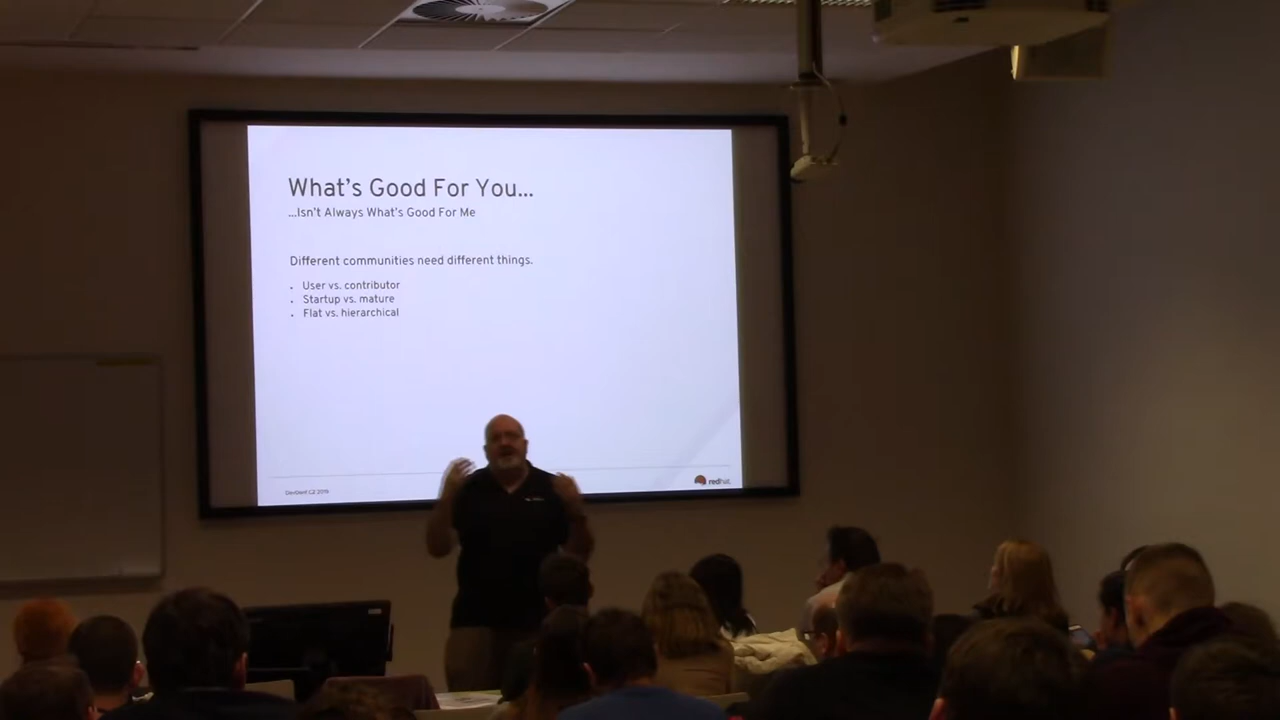 What's Good For You...
...Isn't Always What's Good For Me
Different communities need different things.
• User vs. contributor
• Startup vs. mature
• Flat vs. hierarchical
DevConf CZ 2019
redhat.